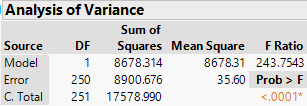 Analysis of Variance
Sum of
Source DF Squares Mean Square F Ratio
Model 1 8678.314 8678.31 243.7543
Error 250 8900.676 35.60 Prob > F
C. Total 251 17578.990 <.0001*